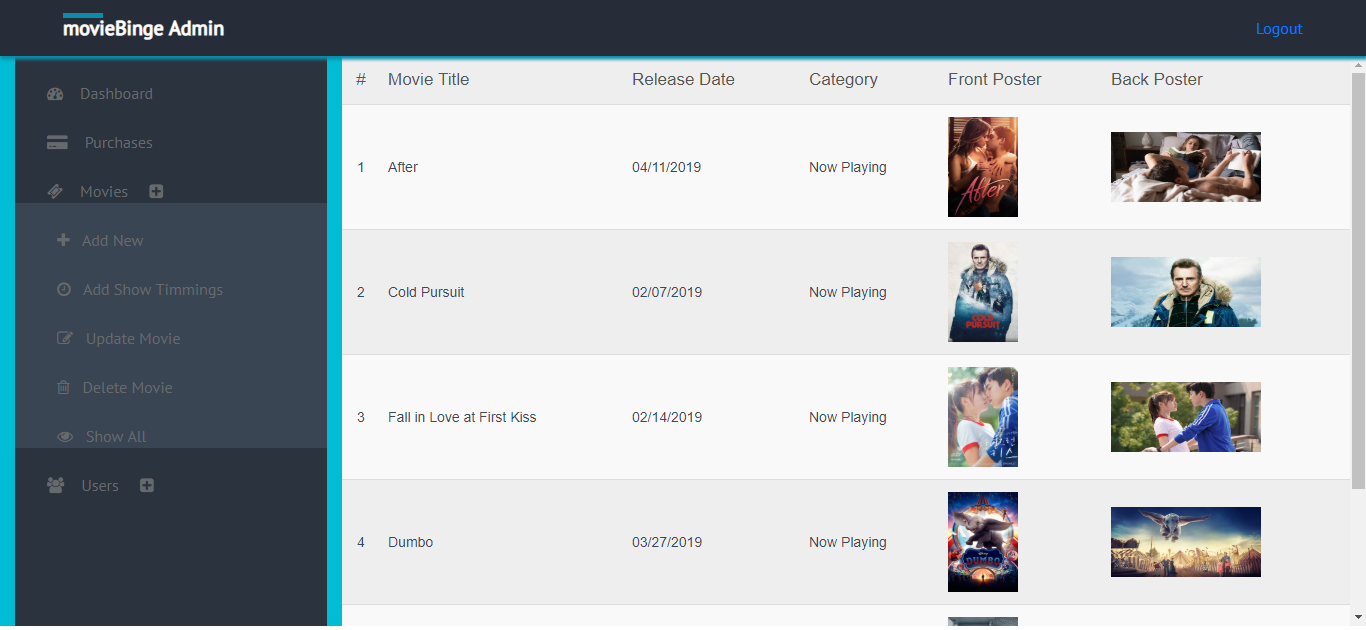 movieBinge Admin
Logout
Dashboard
Purchases
Movies
Add New
Add Show Timmings
Update Movie
Delete Movie
Show All
Users
# Movie Title Release Date Category Front Poster Back Poster
1 After 04/11/2019 Now Playing
After
2 Cold Pursuit 02/07/2019 Now Playing
COLD
PURSUIT
3 Fall in Love at First Kiss 02/14/2019 Now Playing
4 Dumbo 03/27/2019 Now Playing
DUMBO